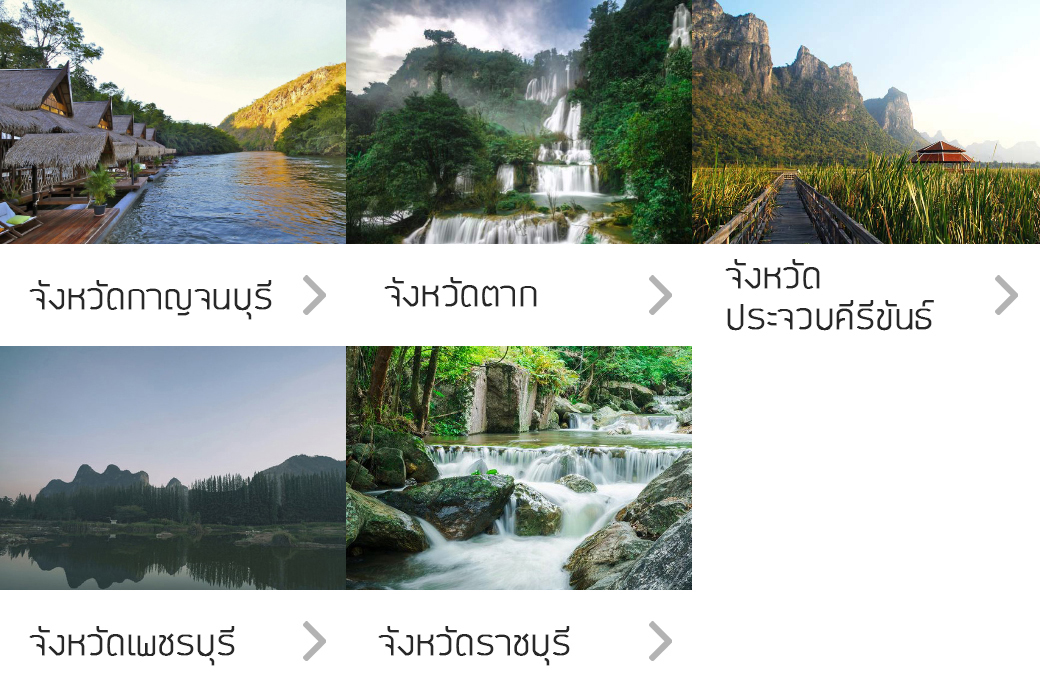 จังหวัดกาญจนบุรี
จังหวัดตาก
จังหวัด
ประจวบคีรีขันธ์
จังหวัดเพชรบุรี
จังหวัดราชบุรี